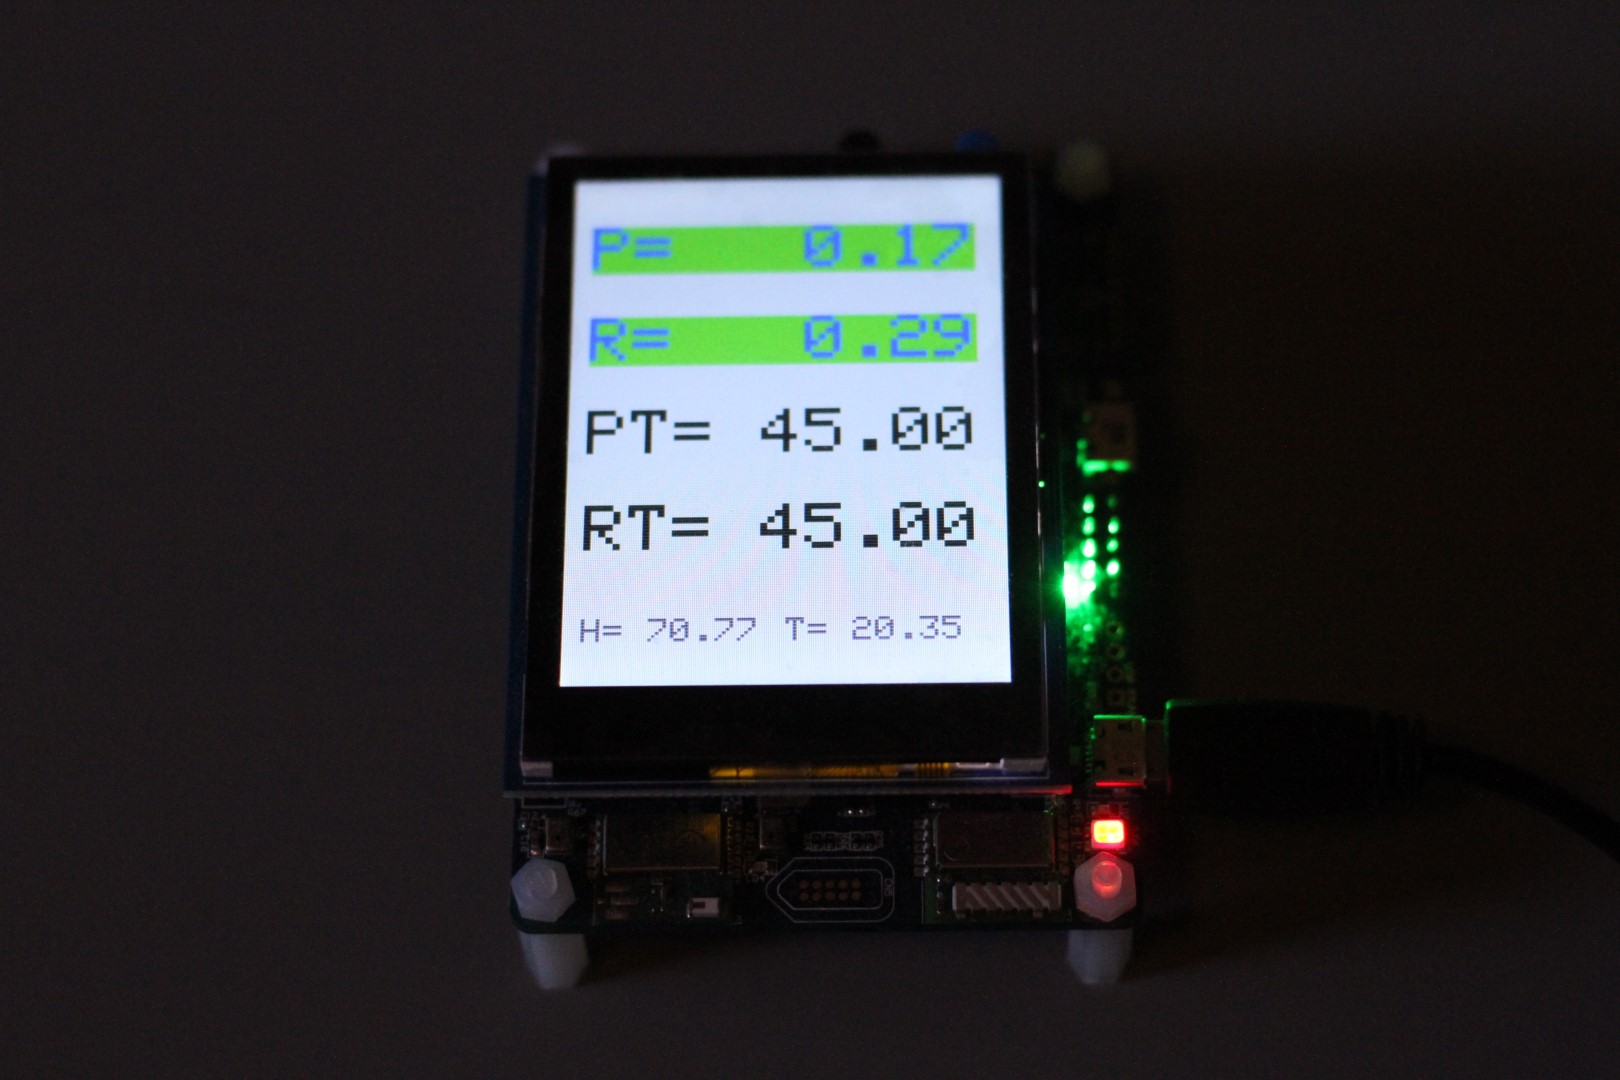 P= 0.17
R= 0.29
PT= 45.00
RT= 45.00
H= 70.77 T= 20.35